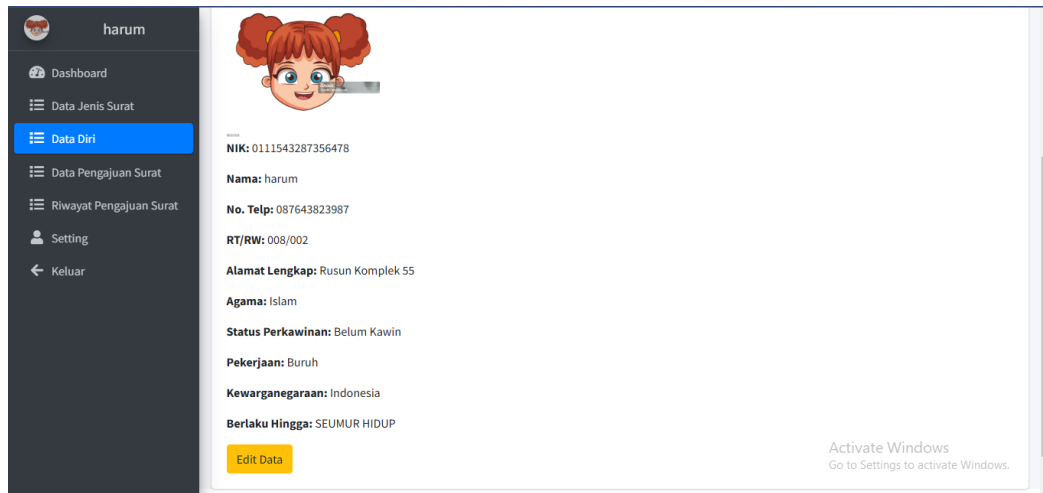 harum
Dashboard
Data Jenis Surat
Data Diri
Data Pengajuan Surat
Riwayat Pengajuan Surat
Setting
Keluar
NIK: 0111543287356478
Nama: harum
No. Telp: 087643823987
RT/RW: 008/002
Alamat Lengkap: Rusun Komplek 55
Agama: Islam
Status Perkawinan: Belum Kawin
Pekerjaan: Buruh
Kewarganegaraan: Indonesia
Berlaku Hingga: SEUMUR HIDUP
Edit Data
Activate Windows
Go to Settings to activate Windows.